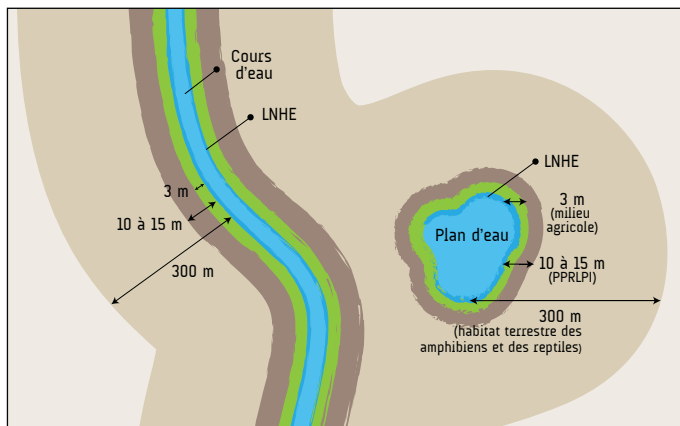 Cours
d'eau
LNHE
3 m
10 à 15 m
300 m
LNHE
3 m
(milieu
agricole)
Plan d'eau
10 à 15 m
(PPRLPI)
300 m
(habitat terrestre des
amphibiens et des reptiles)